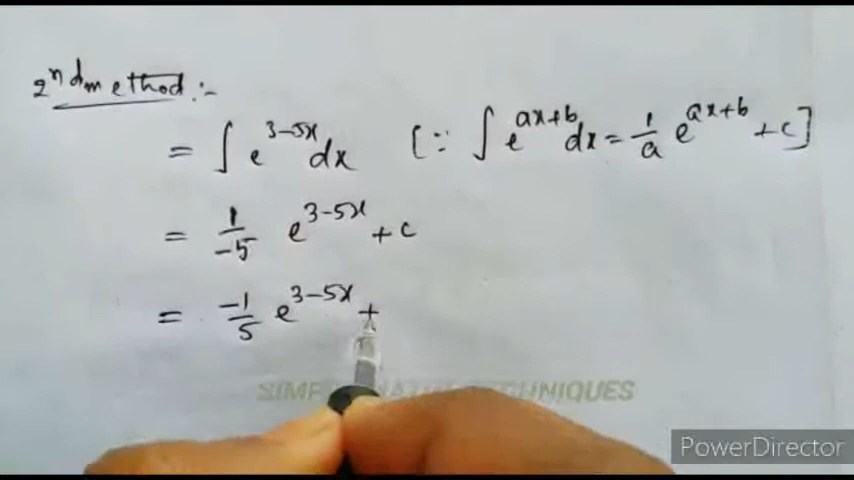 2nd method :-
= ∫ e^{3-5x} dx [∵ ∫ e^{ax+b} dx = 1/a e^{ax+b} + c]
= 1/-5 e^{3-5x} + c
= -1/5 e^{3-5x} +
PowerDirector